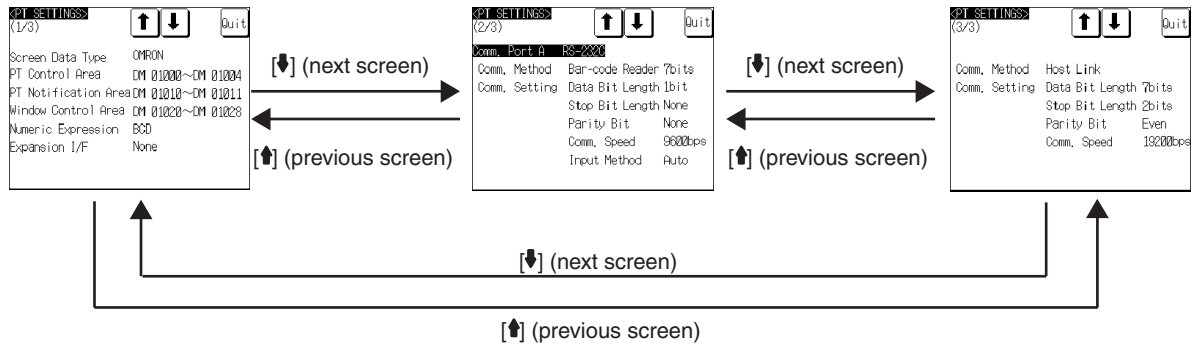 <PT SETTINGS>
(1/3)
Quit
Screen Data Type OMRON
PT Control Area DM 01000~DM 01004
PT Notification Area DM 01010~DM 01011
Window Control Area DM 01020~DM 01028
Numeric Expression BCD
Expansion I/F None
[⬇] (next screen)
[⬆] (previous screen)
<PT SETTINGS>
(2/3)
Quit
Comm. Port A RS-232C
Comm. Method Bar-code Reader 7bits
Comm. Setting Data Bit Length 1bit
Stop Bit Length None
Parity Bit None
Comm. Speed 9600bps
Input Method Auto
[⬇] (next screen)
[⬆] (previous screen)
<PT SETTINGS>
(3/3)
Quit
Comm. Method Host Link
Comm. Setting Data Bit Length 7bits
Stop Bit Length 2bits
Parity Bit Even
Comm. Speed 19200bps
[⬇] (next screen)
[⬆] (previous screen)